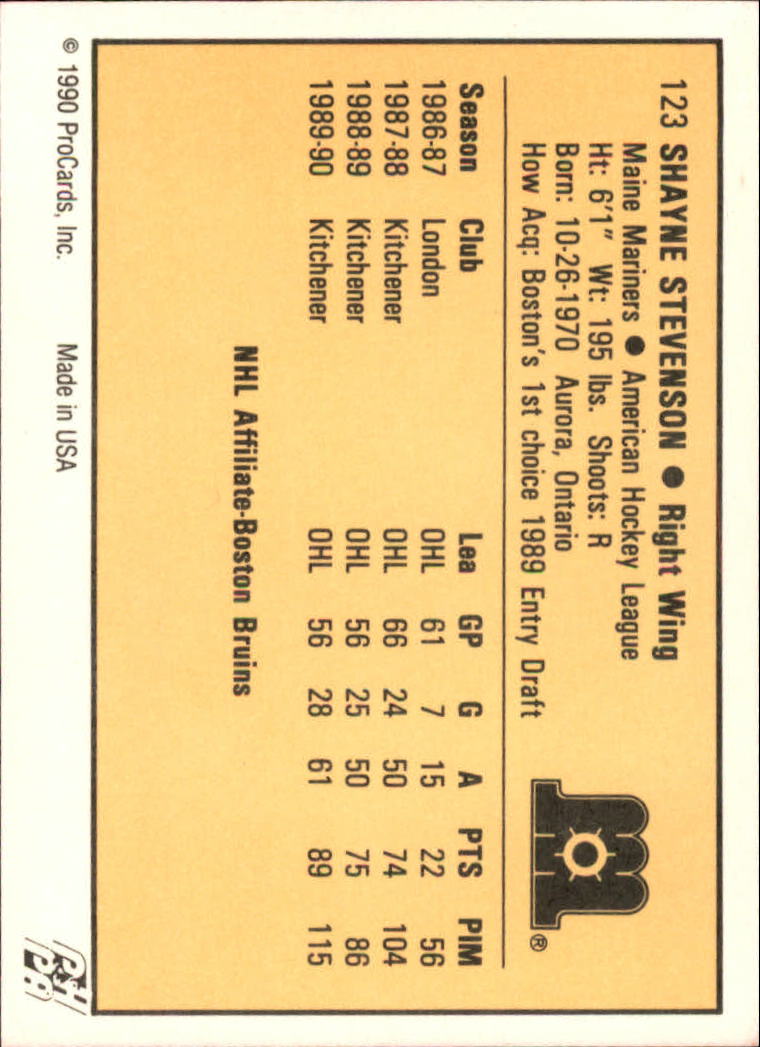 123 SHAYNE STEVENSON ● Right Wing
Maine Mariners ● American Hockey League
Ht: 6'1" Wt: 195 lbs. Shoots: R
Born: 10-26-1970 Aurora, Ontario
How Acq: Boston's 1st choice 1989 Entry Draft
m ®
Season Club Lea GP G A PTS PIM
1986-87 London OHL 61 7 15 22 56
1987-88 Kitchener OHL 66 24 50 74 104
1988-89 Kitchener OHL 56 25 50 75 86
1989-90 Kitchener OHL 56 28 61 89 115
NHL Affiliate-Boston Bruins
© 1990 ProCards, Inc. Made in USA